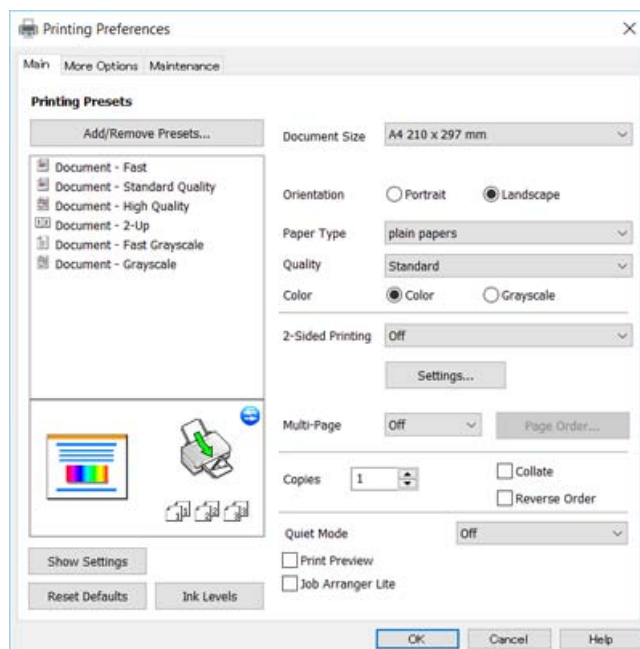 Printing Preferences
Main
More Options
Maintenance
Printing Presets
Add/Remove Presets...
Document - Fast
Document - Standard Quality
Document - High Quality
Document - 2-Up
Document - Fast Grayscale
Document - Grayscale
Show Settings
Reset Defaults
Ink Levels
Document Size
A4 210 x 297 mm
Orientation
Portrait
Landscape
Paper Type
plain papers
Quality
Standard
Color
Color
Grayscale
2-Sided Printing
Off
Settings...
Multi-Page
Off
Page Order...
Copies
1
Collate
Reverse Order
Quiet Mode
Off
Print Preview
Job Arranger Lite
OK
Cancel
Help